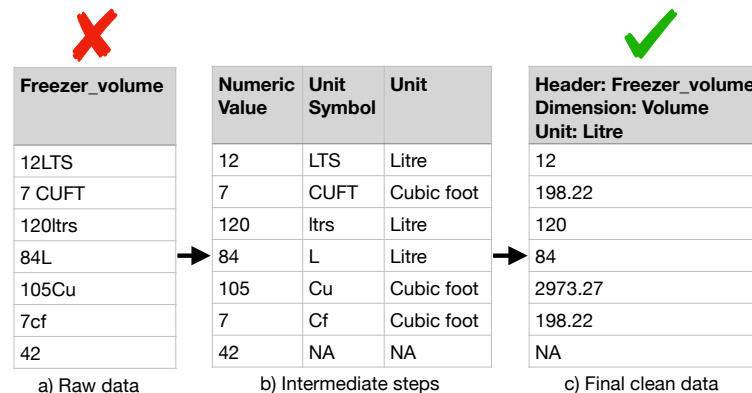 Freezer_volume
12LTS
7 CUFT
120ltrs
84L
105Cu
7cf
42
a) Raw data
Numeric Value Unit Symbol Unit
12 LTS Litre
7 CUFT Cubic foot
120 ltrs Litre
84 L Litre
105 Cu Cubic foot
7 Cf Cubic foot
42 NA NA
b) Intermediate steps
Header: Freezer_volume
Dimension: Volume
Unit: Litre
12
198.22
120
84
2973.27
198.22
NA
c) Final clean data